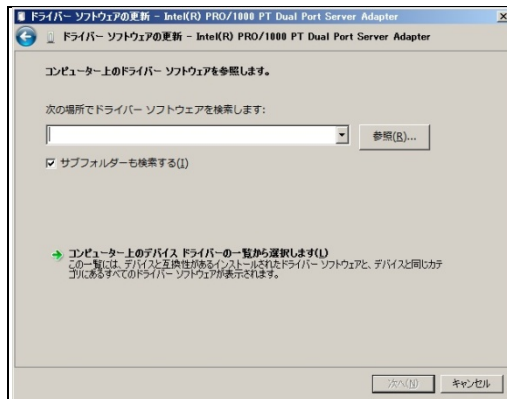 ドライバー ソフトウェアの更新 - Intel(R) PRO/1000 PT Dual Port Server Adapter
ドライバー ソフトウェアの更新 - Intel(R) PRO/1000 PT Dual Port Server Adapter
コンピューター上のドライバー ソフトウェアを参照します。
次の場所でドライバー ソフトウェアを検索します:
参照(R)...
サブフォルダーも検索する(I)
コンピューター上のデバイス ドライバーの一覧から選択します(L)
この一覧には、デバイスと互換性があるインストールされたドライバー ソフトウェアと、デバイスと同じカテ
ゴリにあるすべてのドライバー ソフトウェアが表示されます。
次へ(N)
キャンセル